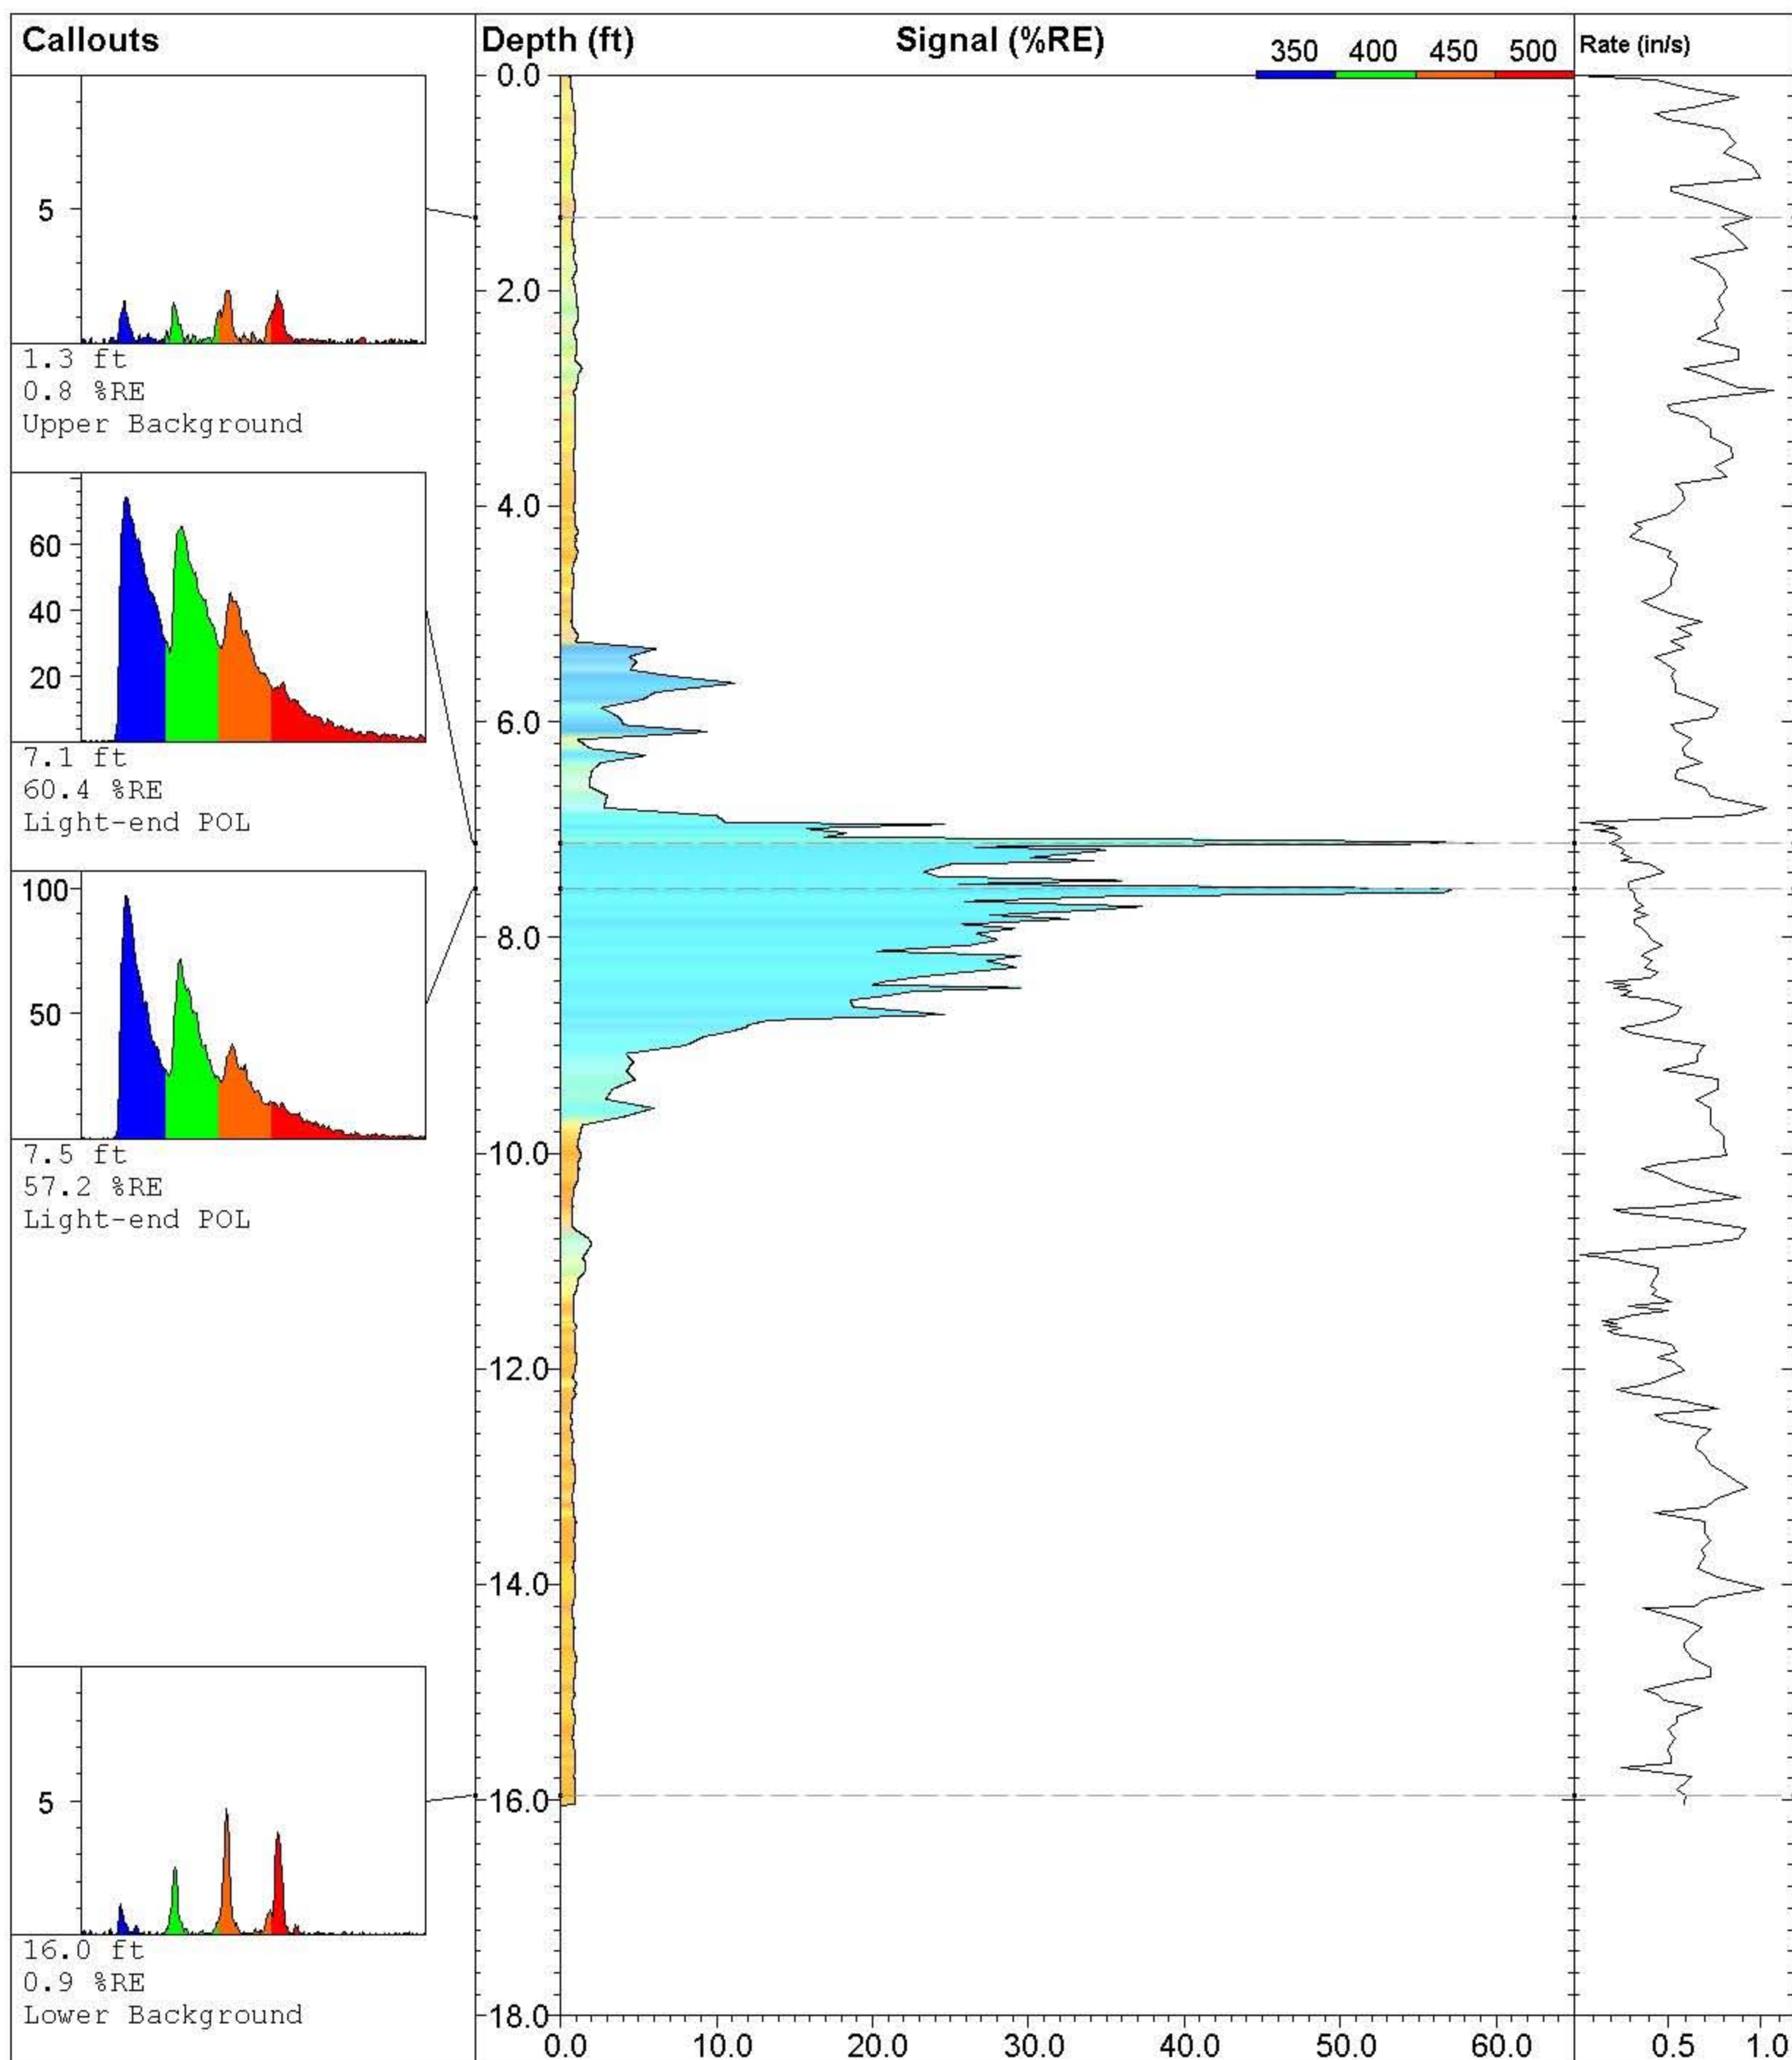 Callouts
Depth (ft)
Signal (%RE)
350 400 450 500
Rate (in/s)
5
1.3 ft
0.8 %RE
Upper Background
60
40
20
7.1 ft
60.4 %RE
Light-end POL
100
50
7.5 ft
57.2 %RE
Light-end POL
5
16.0 ft
0.9 %RE
Lower Background
0.0
2.0
4.0
6.0
8.0
10.0
12.0
14.0
16.0
18.0
0.0 10.0 20.0 30.0 40.0 50.0 60.0
0.5 1.0